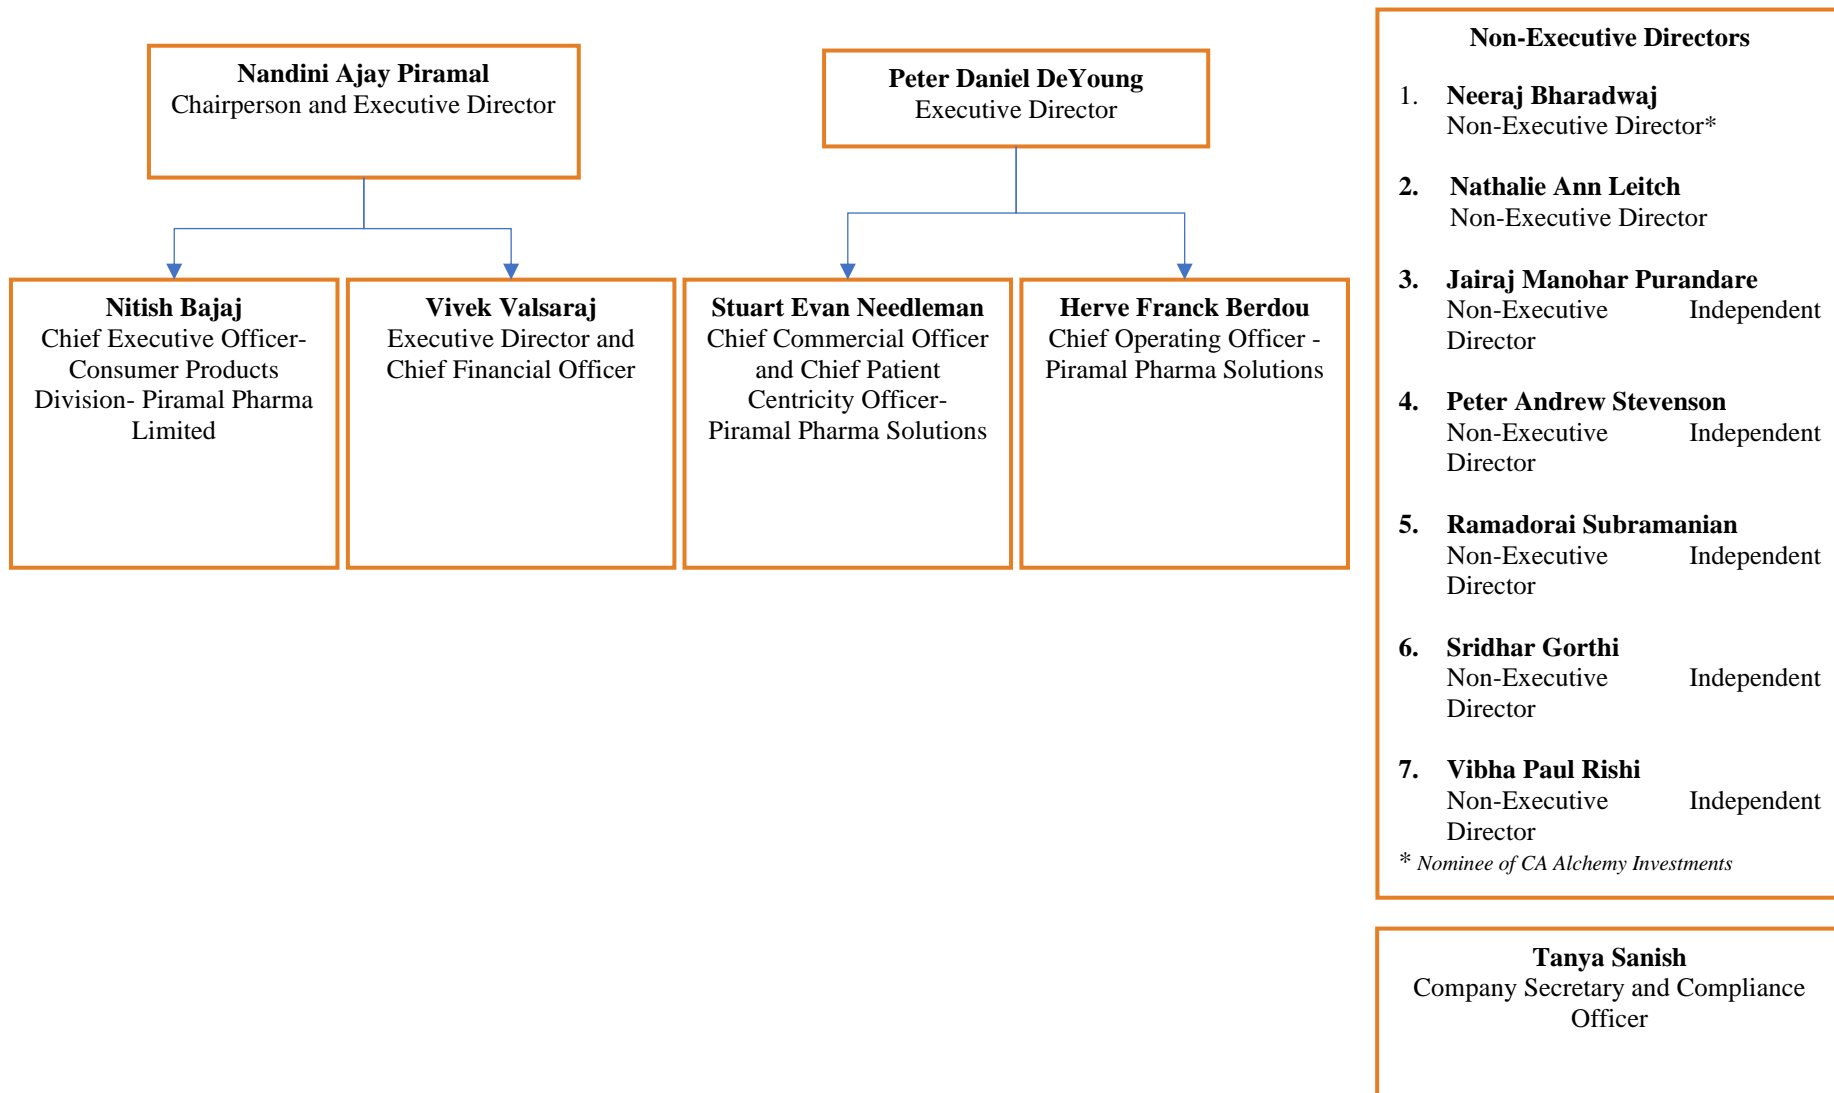 Nandini Ajay Piramal
Chairperson and Executive Director
Peter Daniel DeYoung
Executive Director
Nitish Bajaj
Chief Executive Officer-
Consumer Products
Division- Piramal Pharma
Limited
Vivek Valsaraj
Executive Director and
Chief Financial Officer
Stuart Evan Needleman
Chief Commercial Officer
and Chief Patient
Centricity Officer-
Piramal Pharma Solutions
Herve Franck Berdou
Chief Operating Officer -
Piramal Pharma Solutions
Non-Executive Directors
1. Neeraj Bharadwaj
Non-Executive Director*
2. Nathalie Ann Leitch
Non-Executive Director
3. Jairaj Manohar Purandare
Non-Executive Independent
Director
4. Peter Andrew Stevenson
Non-Executive Independent
Director
5. Ramadorai Subramanian
Non-Executive Independent
Director
6. Sridhar Gorthi
Non-Executive Independent
Director
7. Vibha Paul Rishi
Non-Executive Independent
Director
* Nominee of CA Alchemy Investments
Tanya Sanish
Company Secretary and Compliance
Officer